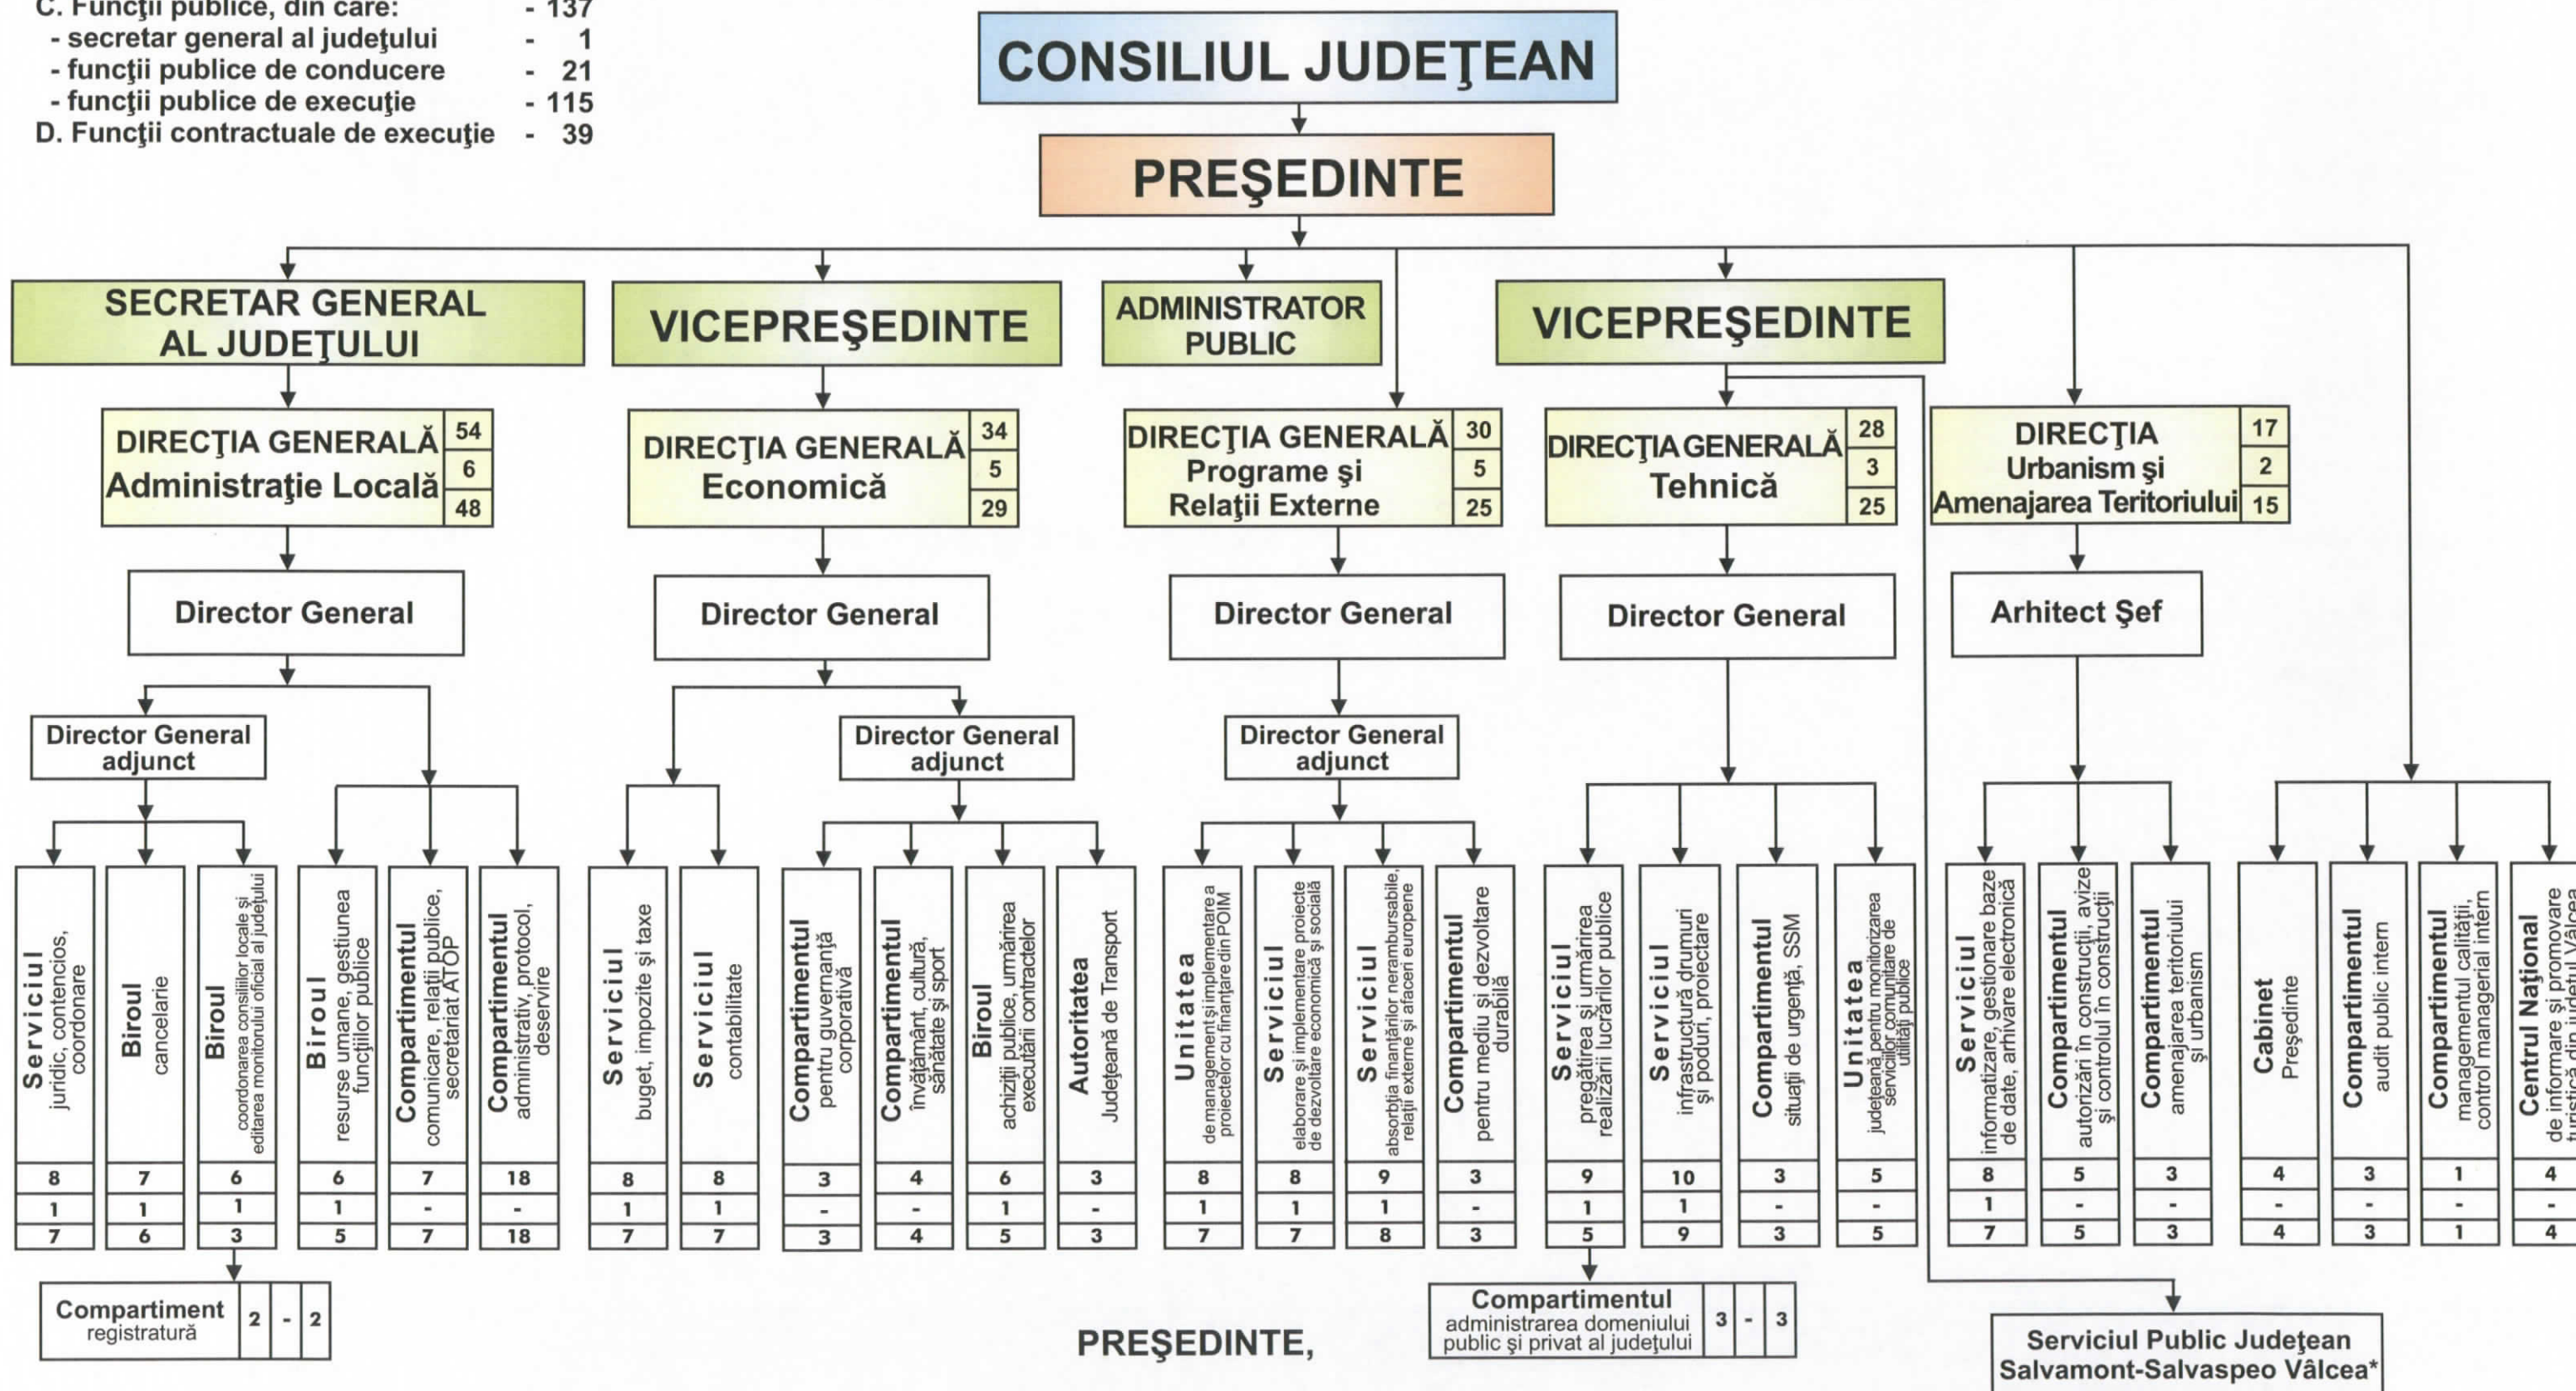 C. Funcţii publice, din care: - 137
- secretar general al judeţului - 1
- funcţii publice de conducere - 21
- funcţii publice de execuţie - 115
D. Funcţii contractuale de execuţie - 39
CONSILIUL JUDEŢEAN
PREŞEDINTE
SECRETAR GENERAL
AL JUDEŢULUI
VICEPREŞEDINTE
ADMINISTRATOR
PUBLIC
VICEPREŞEDINTE
DIRECŢIA GENERALĂ
Administraţie Locală
54
6
48
DIRECŢIA GENERALĂ
Economică
34
5
29
DIRECŢIA GENERALĂ
Programe şi
Relaţii Externe
30
5
25
DIRECŢIA GENERALĂ
Tehnică
28
3
25
DIRECŢIA
Urbanism şi
Amenajarea Teritoriului
17
2
15
Director General
Director General
Director General
Director General
Arhitect Şef
Director General
adjunct
Director General
adjunct
Director General
adjunct
Serviciul
juridic, contencios,
coordonare
8
1
7
Biroul
cancelarie
7
1
6
Biroul
coordonarea consiliilor locale şi
editarea monitorului oficial al judeţului
6
1
3
Biroul
resurse umane, gestiunea
funcţiilor publice
6
1
5
Compartimentul
comunicare, relaţii publice,
secretariat ATOP
7
-
7
Compartimentul
administrativ, protocol,
deservire
18
-
18
Serviciul
buget, impozite şi taxe
8
1
7
Serviciul
contabilitate
8
1
7
Compartimentul
pentru guvernanţă
corporativă
3
-
3
Compartimentul
învăţământ, cultură,
sănătate şi sport
4
-
4
Biroul
achiziţii publice, urmărirea
executării contractelor
6
1
5
Autoritatea
Judeţeană de Transport
3
-
3
Unitatea
de management şi implementare a
proiectelor cu finanţare din POIM
8
1
7
Serviciul
elaborare şi implementare proiecte
de dezvoltare economică şi socială
8
1
7
Serviciul
absorbţia finanţărilor nerambursabile,
relaţii externe şi afaceri europene
9
1
8
Compartimentul
pentru mediu şi dezvoltare
durabilă
3
-
3
Serviciul
pregătirea şi urmărirea
realizării lucrărilor publice
9
1
5
Serviciul
infrastructură drumuri
şi poduri, proiectare
10
1
9
Compartimentul
situaţii de urgenţă, SSM
3
-
3
Unitatea
judeţeană pentru monitorizarea
serviciilor comunitare de
utilităţi publice
5
-
5
Serviciul
informatizare, gestionare baze
de date, arhivare electronică
8
1
7
Compartimentul
autorizări în construcţii, avize
şi controlul în construcţii
5
-
5
Compartimentul
amenajarea teritoriului
şi urbanism
3
-
3
Cabinet
Preşedinte
4
-
4
Compartimentul
audit public intern
3
-
3
Compartimentul
managementul calităţii,
control managerial intern
1
-
1
Centrul Naţional
de informare şi promovare
turistică din judeţul Vâlcea
4
-
4
Compartiment
registratură
2 - 2
Compartimentul
administrarea domeniului
public şi privat al judeţului
3 - 3
PREŞEDINTE,
Serviciul Public Judeţean
Salvamont-Salvaspeo Vâlcea*